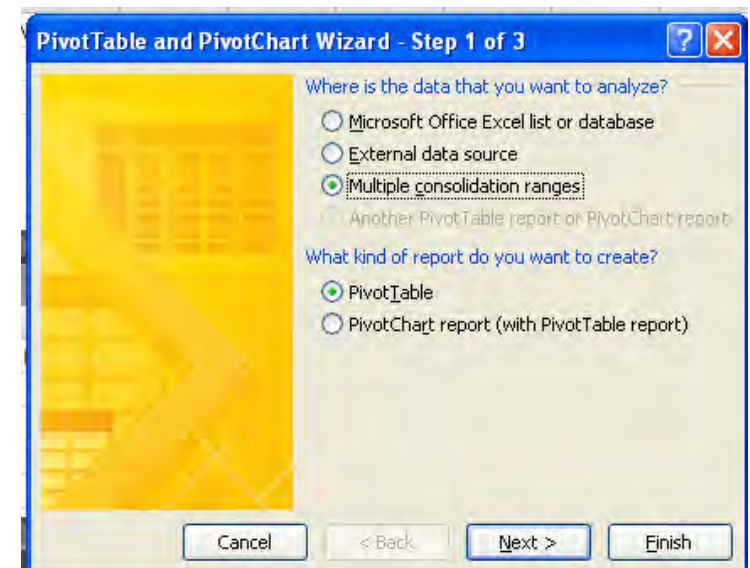 PivotTable and PivotChart Wizard - Step 1 of 3
Where is the data that you want to analyze?
Microsoft Office Excel list or database
External data source
Multiple consolidation ranges
Another PivotTable report or PivotChart report
What kind of report do you want to create?
PivotTable
PivotChart report (with PivotTable report)
Cancel < Back Next > Finish